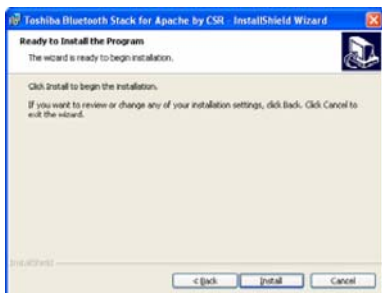 Toshiba Bluetooth Stack for Apache by CSR - InstallShield Wizard
Ready to Install the Program
The wizard is ready to begin installation.
Click Install to begin the installation.
If you want to review or change any of your installation settings, click Back. Click Cancel to
exit the wizard.
InstallShield
< Back
Install
Cancel